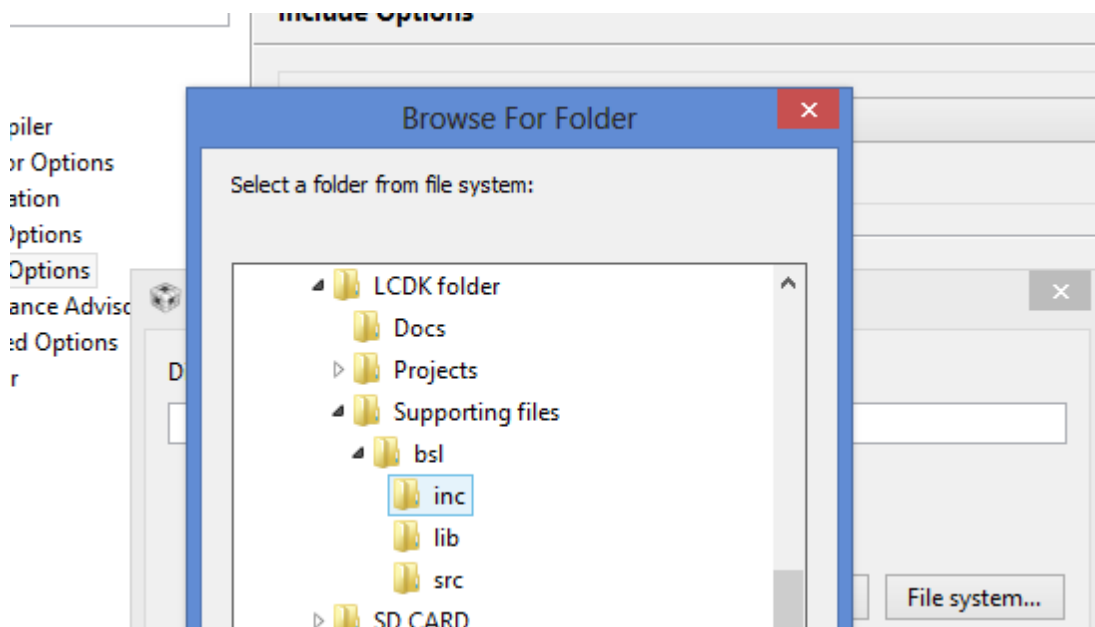 Include Options
Browse For Folder
piler
or Options
ation
Options
Options
ance Advisc
ed Options
r
Select a folder from file system:
LCDK folder
Docs
Projects
Supporting files
bsl
inc
lib
src
SD CARD
D
File system...